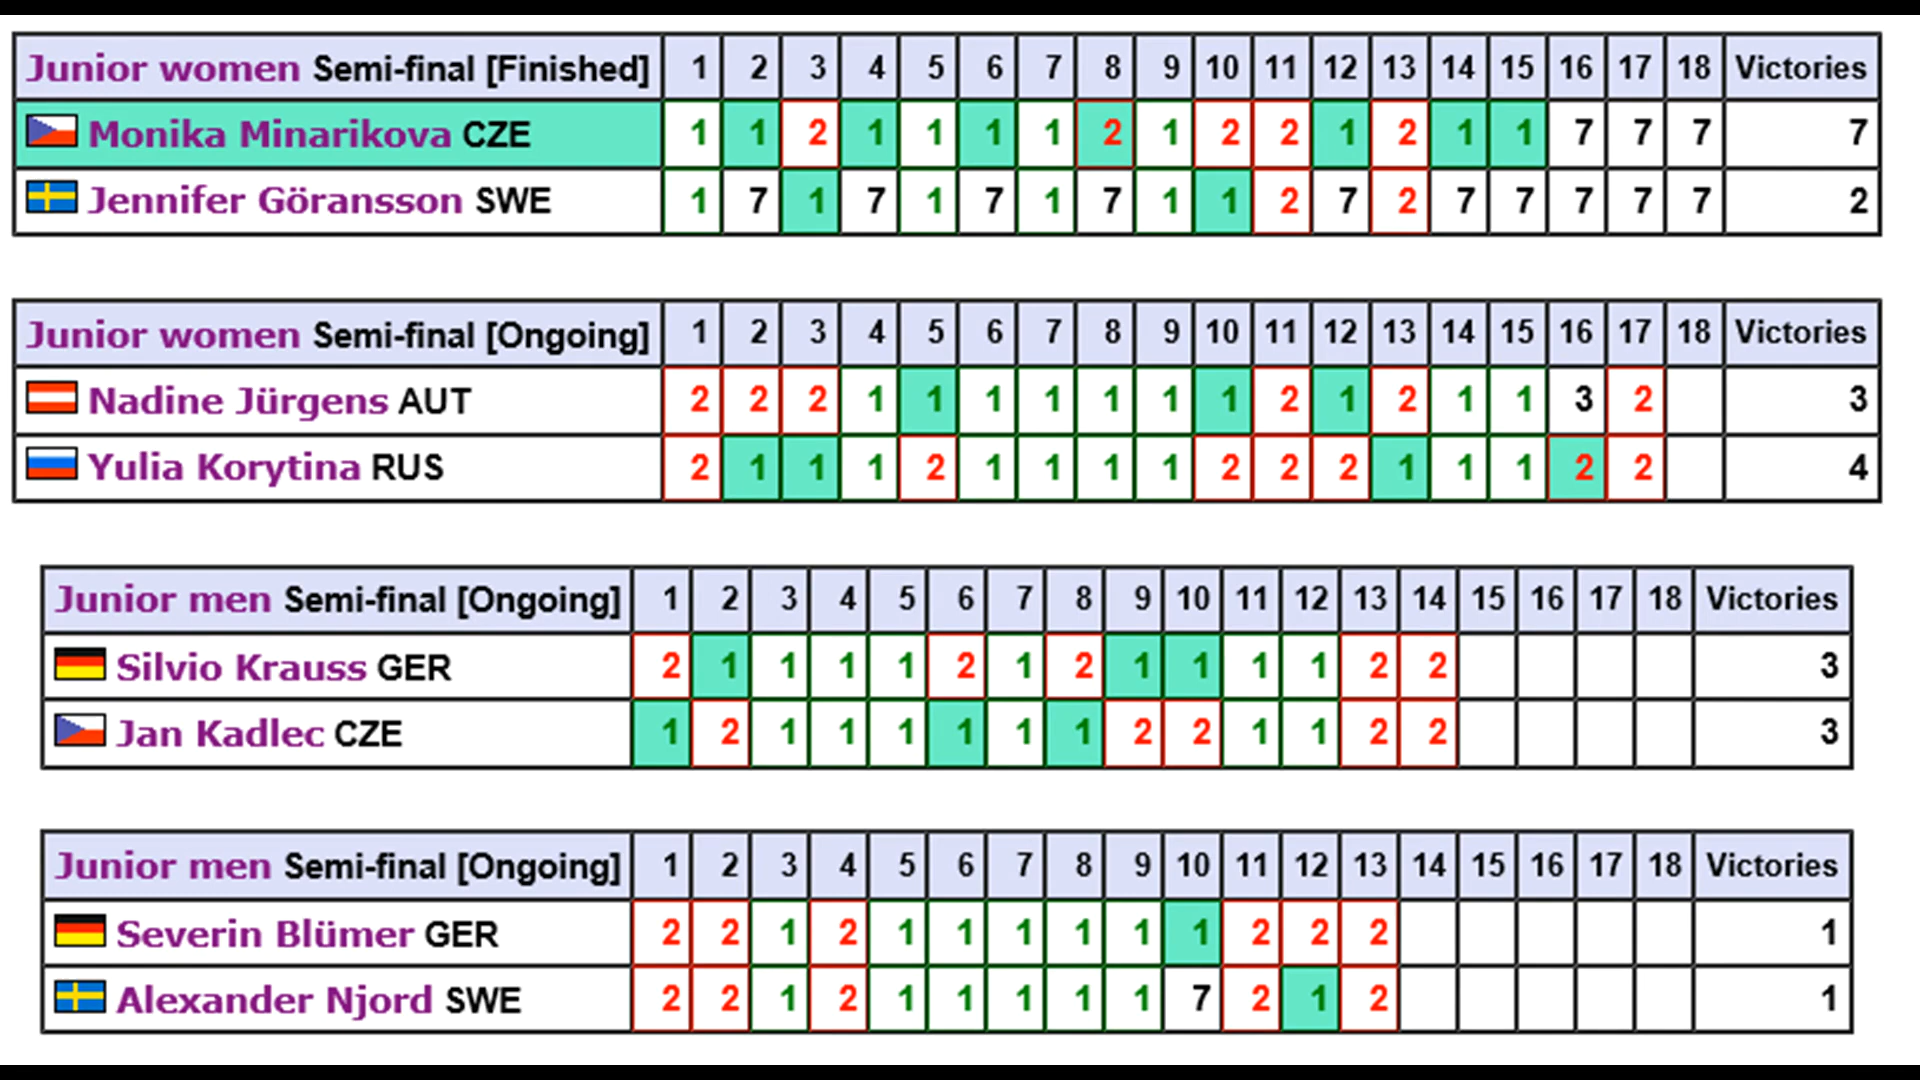 Junior women Semi-final [Finished] 1 2 3 4 5 6 7 8 9 10 11 12 13 14 15 16 17 18 Victories
Monika Minarikova CZE 1 1 2 1 1 1 1 2 1 2 2 1 2 1 1 7 7 7 7
Jennifer Göransson SWE 1 7 1 7 1 7 1 7 1 1 2 7 2 7 7 7 7 7 2
Junior women Semi-final [Ongoing] 1 2 3 4 5 6 7 8 9 10 11 12 13 14 15 16 17 18 Victories
Nadine Jürgens AUT 2 2 2 1 1 1 1 1 1 1 2 1 2 1 1 3 2 3
Yulia Korytina RUS 2 1 1 1 2 1 1 1 1 2 2 2 1 1 1 2 2 4
Junior men Semi-final [Ongoing] 1 2 3 4 5 6 7 8 9 10 11 12 13 14 15 16 17 18 Victories
Silvio Krauss GER 2 1 1 1 1 2 1 2 1 1 1 1 2 2 3
Jan Kadlec CZE 1 2 1 1 1 1 1 1 2 2 1 1 2 2 3
Junior men Semi-final [Ongoing] 1 2 3 4 5 6 7 8 9 10 11 12 13 14 15 16 17 18 Victories
Severin Blümer GER 2 2 1 2 1 1 1 1 1 1 2 2 2 1
Alexander Njord SWE 2 2 1 2 1 1 1 1 1 7 2 1 2 1